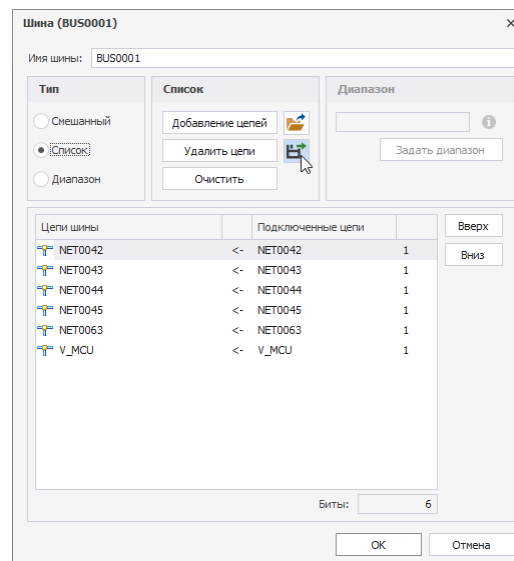 Шина (BUS0001)
Имя шины: BUS0001
Тип
Смешанный
Список
Диапазон
Список
Добавление цепей
Удалить цепи
Очистить
Диапазон
Задать диапазон
Цепи шины Подключенные цепи
NET0042 <- NET0042 1
NET0043 <- NET0043 1
NET0044 <- NET0044 1
NET0045 <- NET0045 1
NET0063 <- NET0063 1
V_MCU <- V_MCU 1
Вверх
Вниз
Биты: 6
OK Отмена